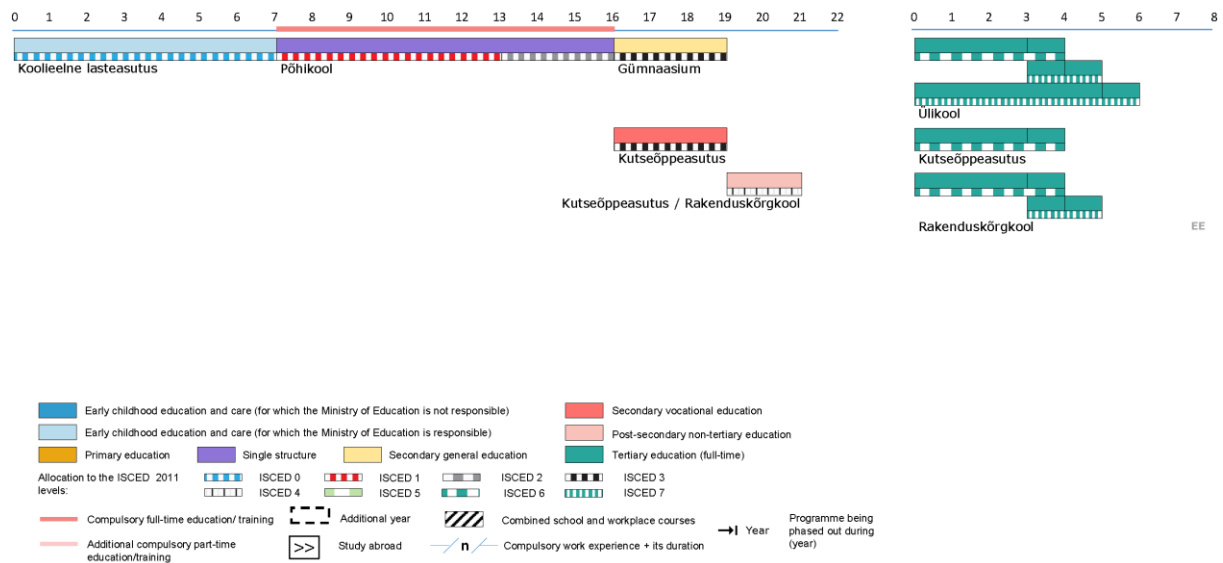 0 1 2 3 4 5 6 7 8 9 10 11 12 13 14 15 16 17 18 19 20 21 22 0 1 2 3 4 5 6 7 8
Koolieelne lasteasutus Põhikool Gümnaasium
Ülikool
Kutseõppeasutus Kutseõppeasutus
Kutseõppeasutus / Rakenduskõrgkool
Rakenduskõrgkool EE
Early childhood education and care (for which the Ministry of Education is not responsible) Secondary vocational education
Early childhood education and care (for which the Ministry of Education is responsible) Post-secondary non-tertiary education
Primary education Single structure Secondary general education Tertiary education (full-time)
Allocation to the ISCED 2011 levels: ISCED 0 ISCED 1 ISCED 2 ISCED 3
ISCED 4 ISCED 5 ISCED 6 ISCED 7
Compulsory full-time education/ training Additional year Combined school and workplace courses Year Programme being phased out during (year)
Additional compulsory part-time education/training >> Study abroad n Compulsory work experience + its duration